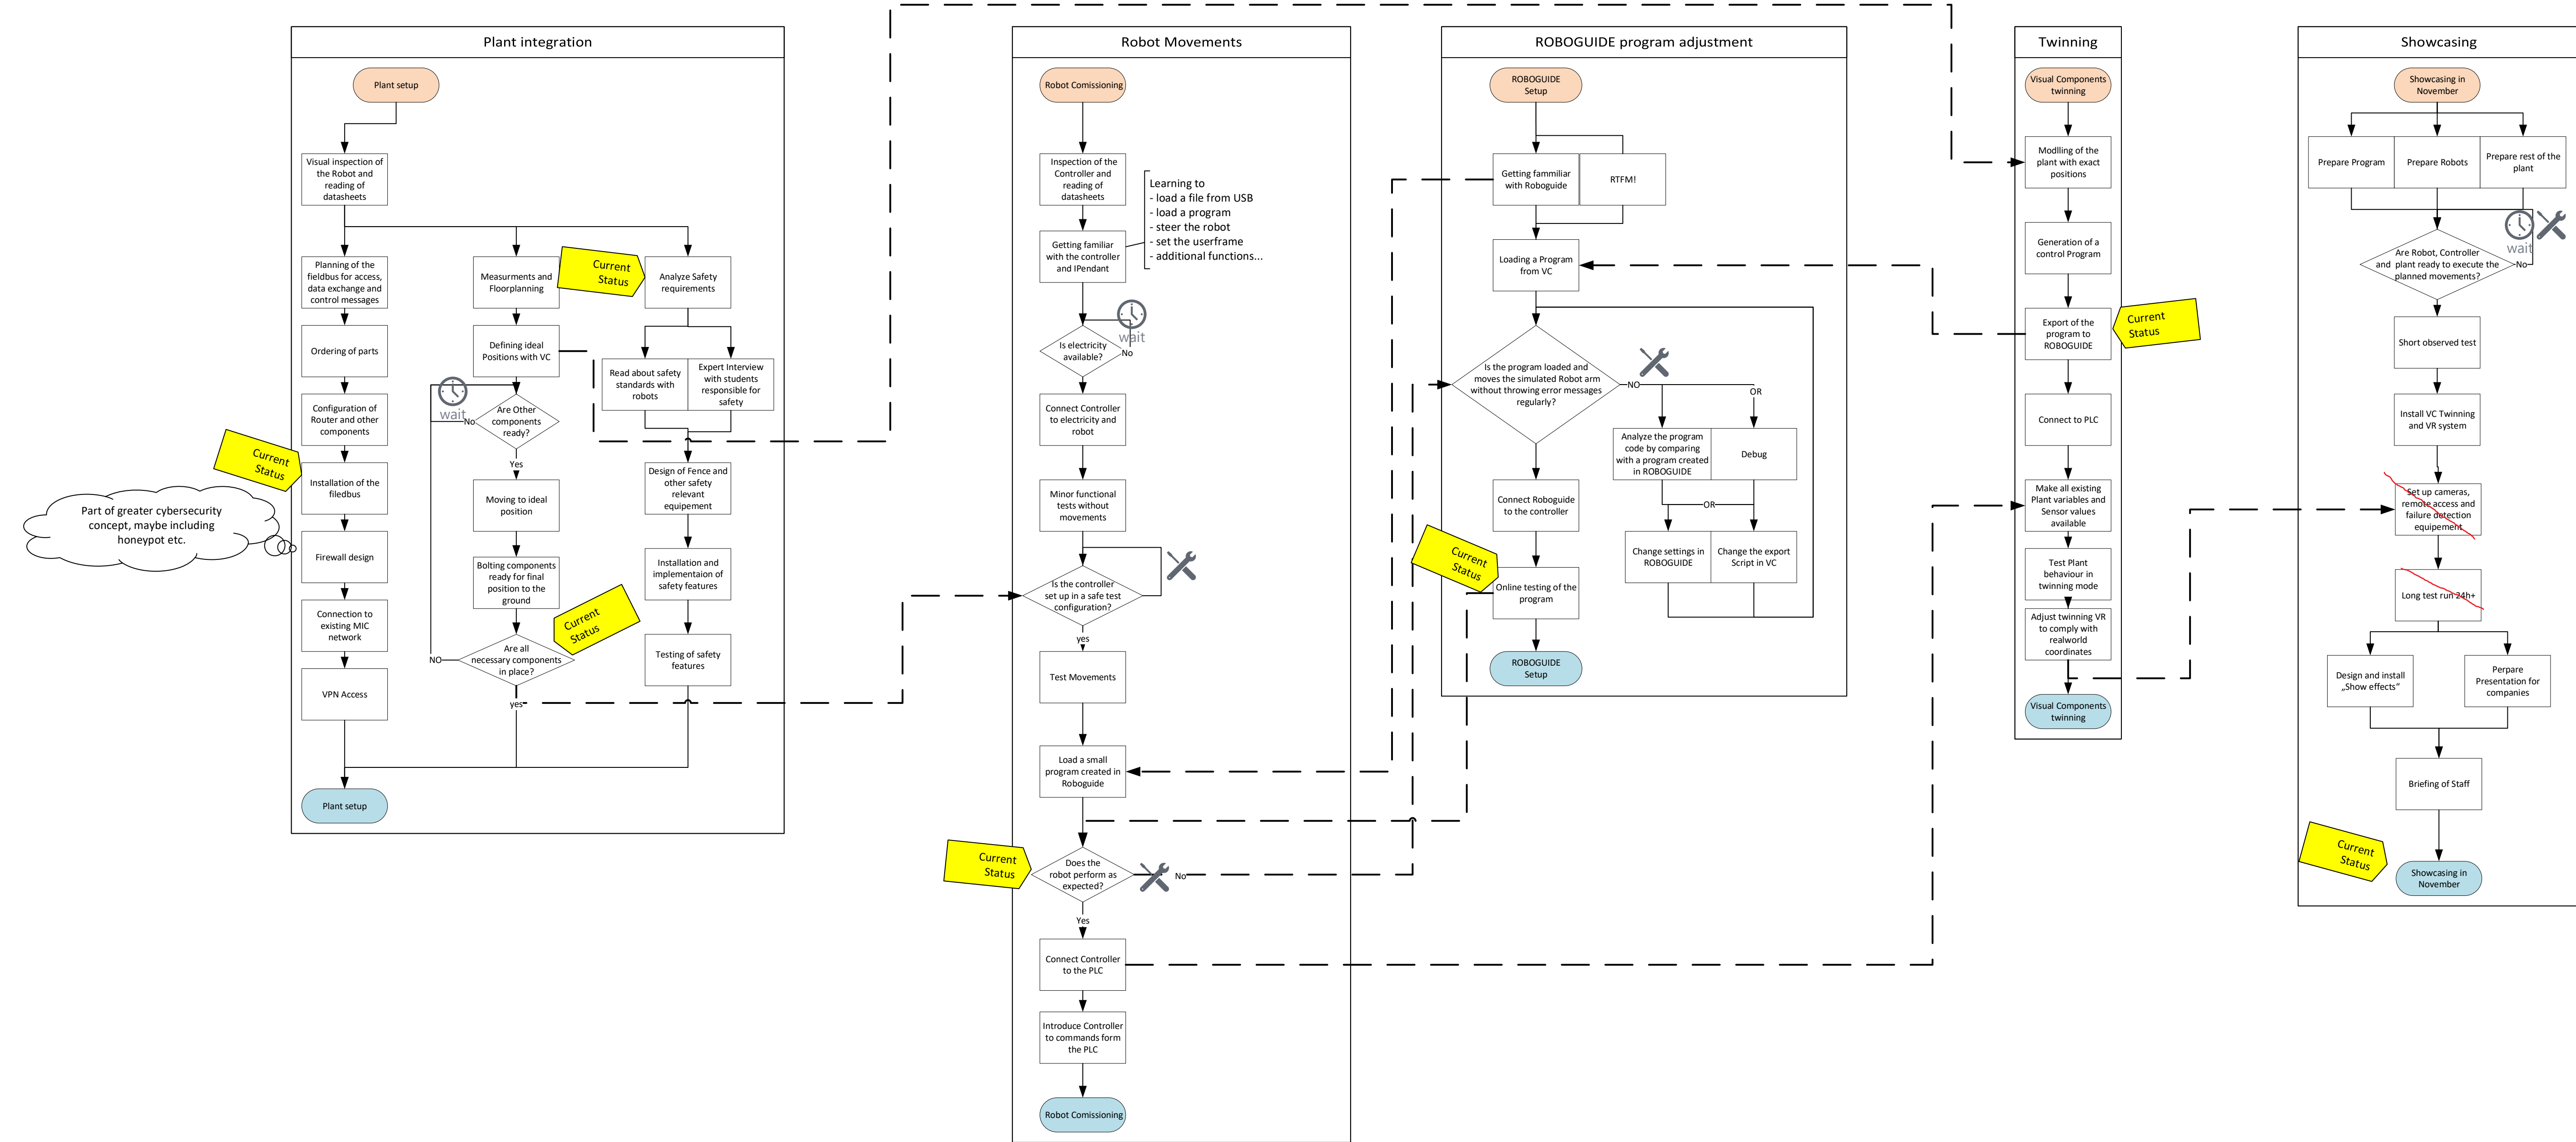 Plant integration
Plant setup
Visual inspection of
the Robot and
reading of
datasheets
Planning of the
fieldbus for access,
data exchange and
control messages
Ordering of parts
Configuration of
Router and other
components
Current
Status
Installation of the
filedbus
Part of greater cybersecurity
concept, maybe including
honeypot etc.
Firewall design
Connection to
existing MIC
network
VPN Access
Plant setup
Measurments and
Floorplanning
Defining ideal
Positions with VC
wait
Are Other
components
ready?
No
Yes
Moving to ideal
position
Bolting components
ready for final
position to the
ground
Current
Status
Are all
necessary components
in place?
NO
yes
Current
Status
Analyze Safety
requirements
Read about safety
standards with
robots
Expert Interview
with students
responsible for
safety
Design of Fence and
other safety
relevant
equipement
Installation and
implementaion of
safety features
Testing of safety
features
Robot Movements
Robot Comissioning
Inspection of the
Controller and
reading of
datasheets
Getting familiar
with the controller
and IPendant
Learning to
- load a file from USB
- load a program
- steer the robot
- set the userframe
- additional functions...
wait
Is electricity
available?
No
Connect Controller
to electricity and
robot
Minor functional
tests without
movements
Is the controller
set up in a safe test
configuration?
yes
Test Movements
Load a small
program created in
Roboguide
Current
Status
Does the
robot perform as
expected?
No
Yes
Connect Controller
to the PLC
Introduce Controller
to commands form
the PLC
Robot Comissioning
ROBOGUIDE program adjustment
ROBOGUIDE
Setup
Getting fammiliar
with Roboguide
RTFM!
Loading a Program
from VC
Is the program loaded and
moves the simulated Robot arm
without throwing error messages
regularly?
NO
OR
Analyze the program
code by comparing
with a program created
in ROBOGUIDE
Debug
OR
Change settings in
ROBOGUIDE
Change the export
Script in VC
Connect Roboguide
to the controller
Current
Status
Online testing of the
program
ROBOGUIDE
Setup
Twinning
Visual Components
twinning
Modlling of the
plant with exact
positions
Generation of a
control Program
Export of the
program to
ROBOGUIDE
Current
Status
Connect to PLC
Make all existing
Plant variables and
Sensor values
available
Test Plant
behaviour in
twinning mode
Adjust twinning VR
to comply with
realworld
coordinates
Visual Components
twinning
Showcasing
Showcasing in
November
Prepare Program
Prepare Robots
Prepare rest of the
plant
wait
Are Robot, Controller
and plant ready to execute the
planned movements?
No
Short observed test
Install VC Twinning
and VR system
Set up cameras,
remote access and
failure detection
equipement
Long test run 24h+
Design and install
„Show effects“
Perpare
Presentation for
companies
Briefing of Staff
Current
Status
Showcasing in
November